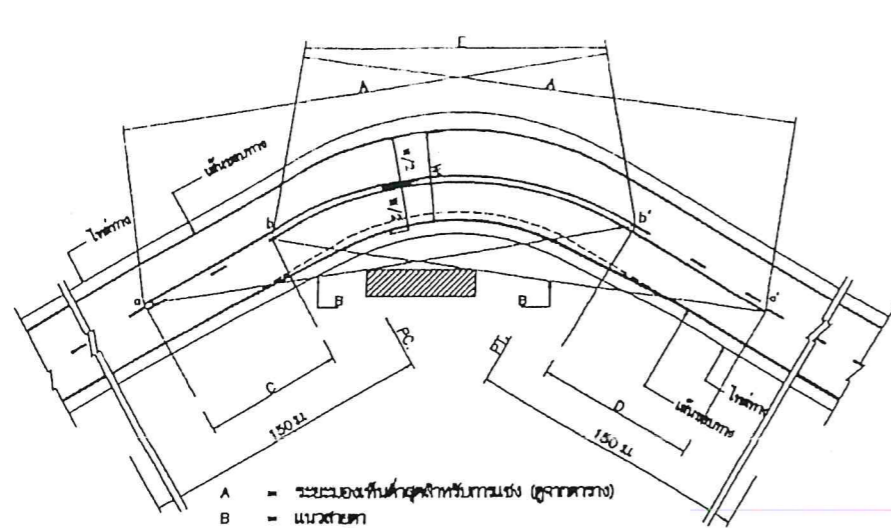 E
A
A
เส้นขอบทาง
ไหล่ทาง
W/2
W/2
W
b
b'
a
a'
B
B
PC.
PT.
C
D
150 ม
150 ม
เส้นขอบทาง
ไหล่ทาง
A = ระยะมองเห็นต่ำสุดสำหรับการแซง (ดูจากตาราง)
B = แนวสายตา